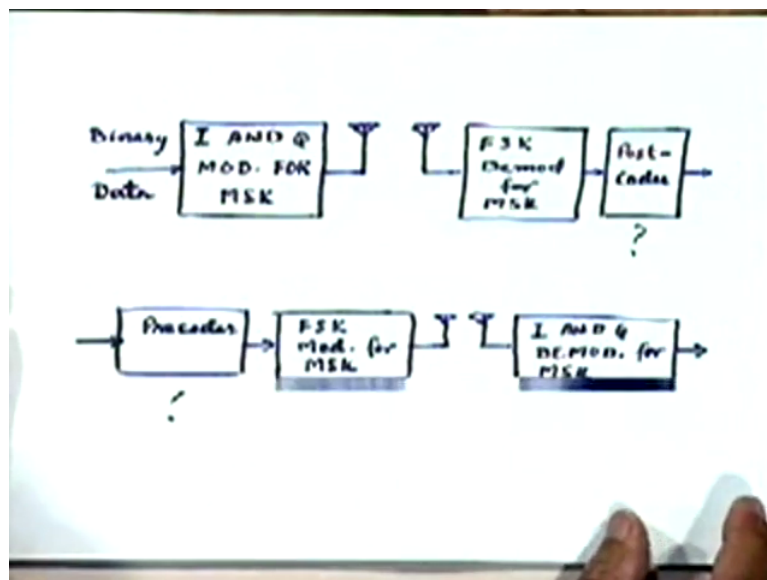 Binary
Data
I AND Q
MOD. FOR
MSK
FSK
Demod
for
MSK
Post-
Coder
?
Precoder
FSK
Mod. for
MSK
I AND Q
DEMOD. for
MSK
?